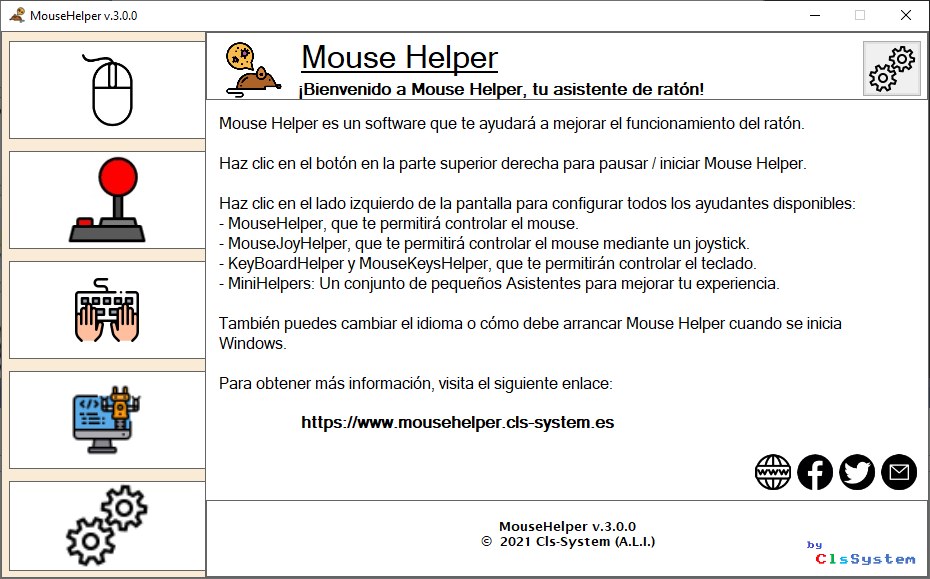 MouseHelper v.3.0.0
Mouse Helper
¡Bienvenido a Mouse Helper, tu asistente de ratón!
Mouse Helper es un software que te ayudará a mejorar el funcionamiento del ratón.
Haz clic en el botón en la parte superior derecha para pausar / iniciar Mouse Helper.
Haz clic en el lado izquierdo de la pantalla para configurar todos los ayudantes disponibles:
- MouseHelper, que te permitirá controlar el mouse.
- MouseJoyHelper, que te permitirá controlar el mouse mediante un joystick.
- KeyBoardHelper y MouseKeysHelper, que te permitirán controlar el teclado.
- MiniHelpers: Un conjunto de pequeños Asistentes para mejorar tu experiencia.
También puedes cambiar el idioma o cómo debe arrancar Mouse Helper cuando se inicia
Windows.
Para obtener más información, visita el siguiente enlace:
https://www.mousehelper.cls-system.es
www
MouseHelper v.3.0.0
© 2021 Cls-System (A.L.I.)
by
ClsSystem